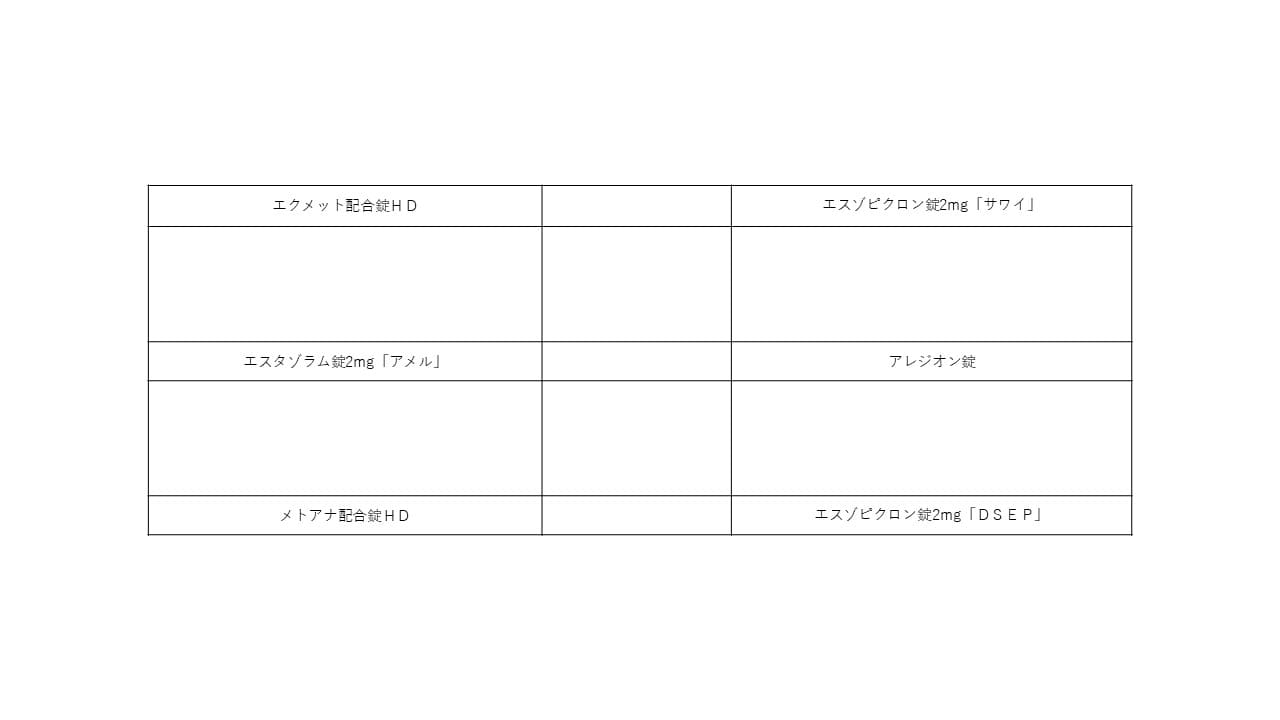 エクメット配合錠ＨＤ
エスゾピクロン錠2mg「サワイ」
エスタゾラム錠2mg「アメル」
アレジオン錠
メトアナ配合錠ＨＤ
エスゾピクロン錠2mg「ＤＳＥＰ」